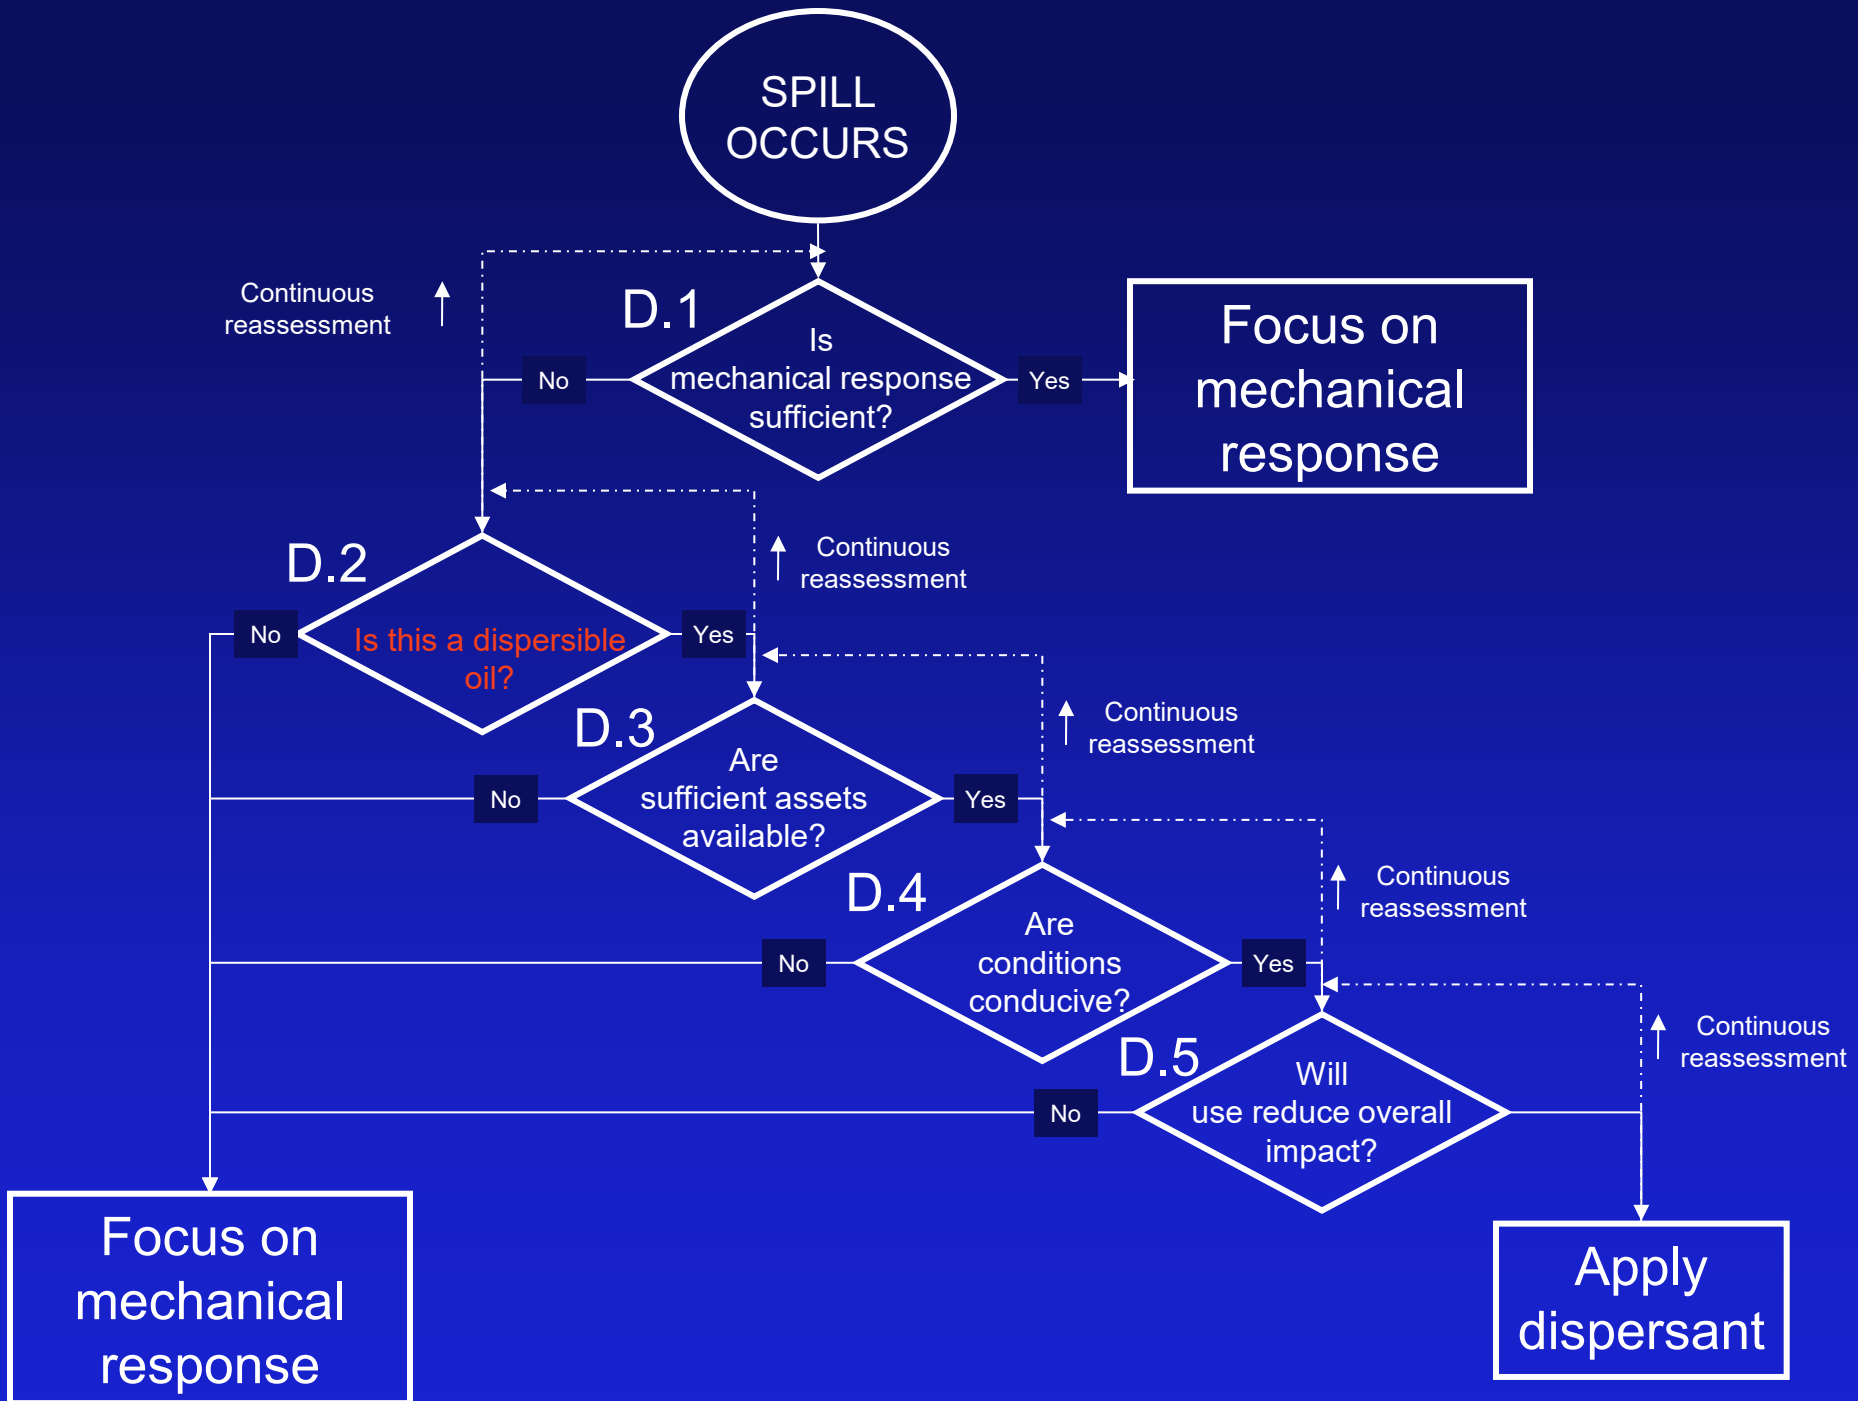 SPILL
OCCURS
Continuous
reassessment
D.1
Is
mechanical response
sufficient?
No
Yes
Focus on
mechanical
response
D.2
Is this a dispersible
oil?
No
Yes
Continuous
reassessment
D.3
Are
sufficient assets
available?
No
Yes
Continuous
reassessment
D.4
Are
conditions
conducive?
No
Yes
Continuous
reassessment
D.5
Will
use reduce overall
impact?
No
Continuous
reassessment
Focus on
mechanical
response
Apply
dispersant